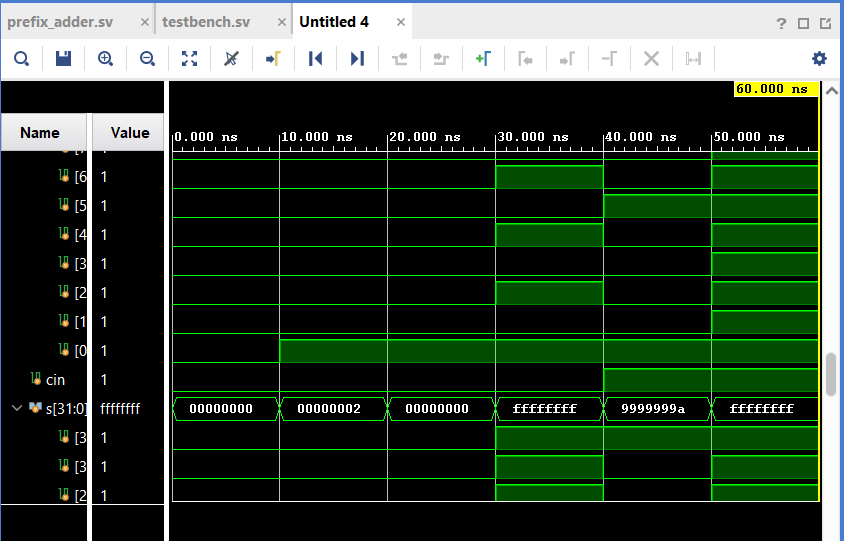 prefix_adder.sv × testbench.sv × Untitled 4 ×
60.000 ns
Name Value 0.000 ns 10.000 ns 20.000 ns 30.000 ns 40.000 ns 50.000 ns
[6 1
[5 1
[4 1
[3 1
[2 1
[1 1
[0 1
cin 1
s[31:0] ffffffff 00000000 00000002 00000000 ffffffff 9999999a ffffffff
[3 1
[3 1
[2 1